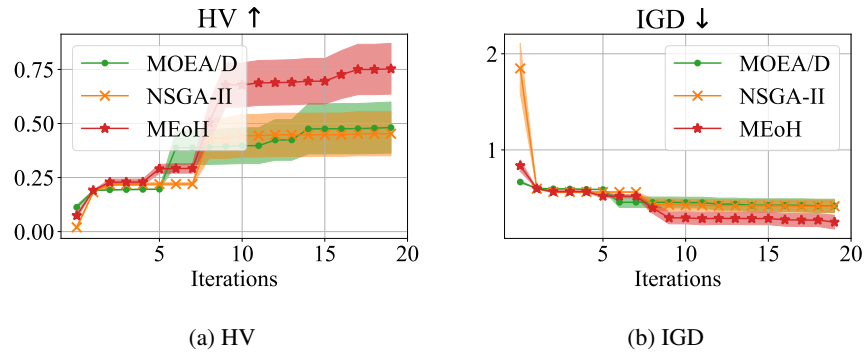 HV ↑
0.75
0.50
0.25
0.00
MOEA/D
NSGA-II
MEoH
5
10
15
20
Iterations
(a) HV
IGD ↓
2
1
MOEA/D
NSGA-II
MEoH
5
10
15
20
Iterations
(b) IGD